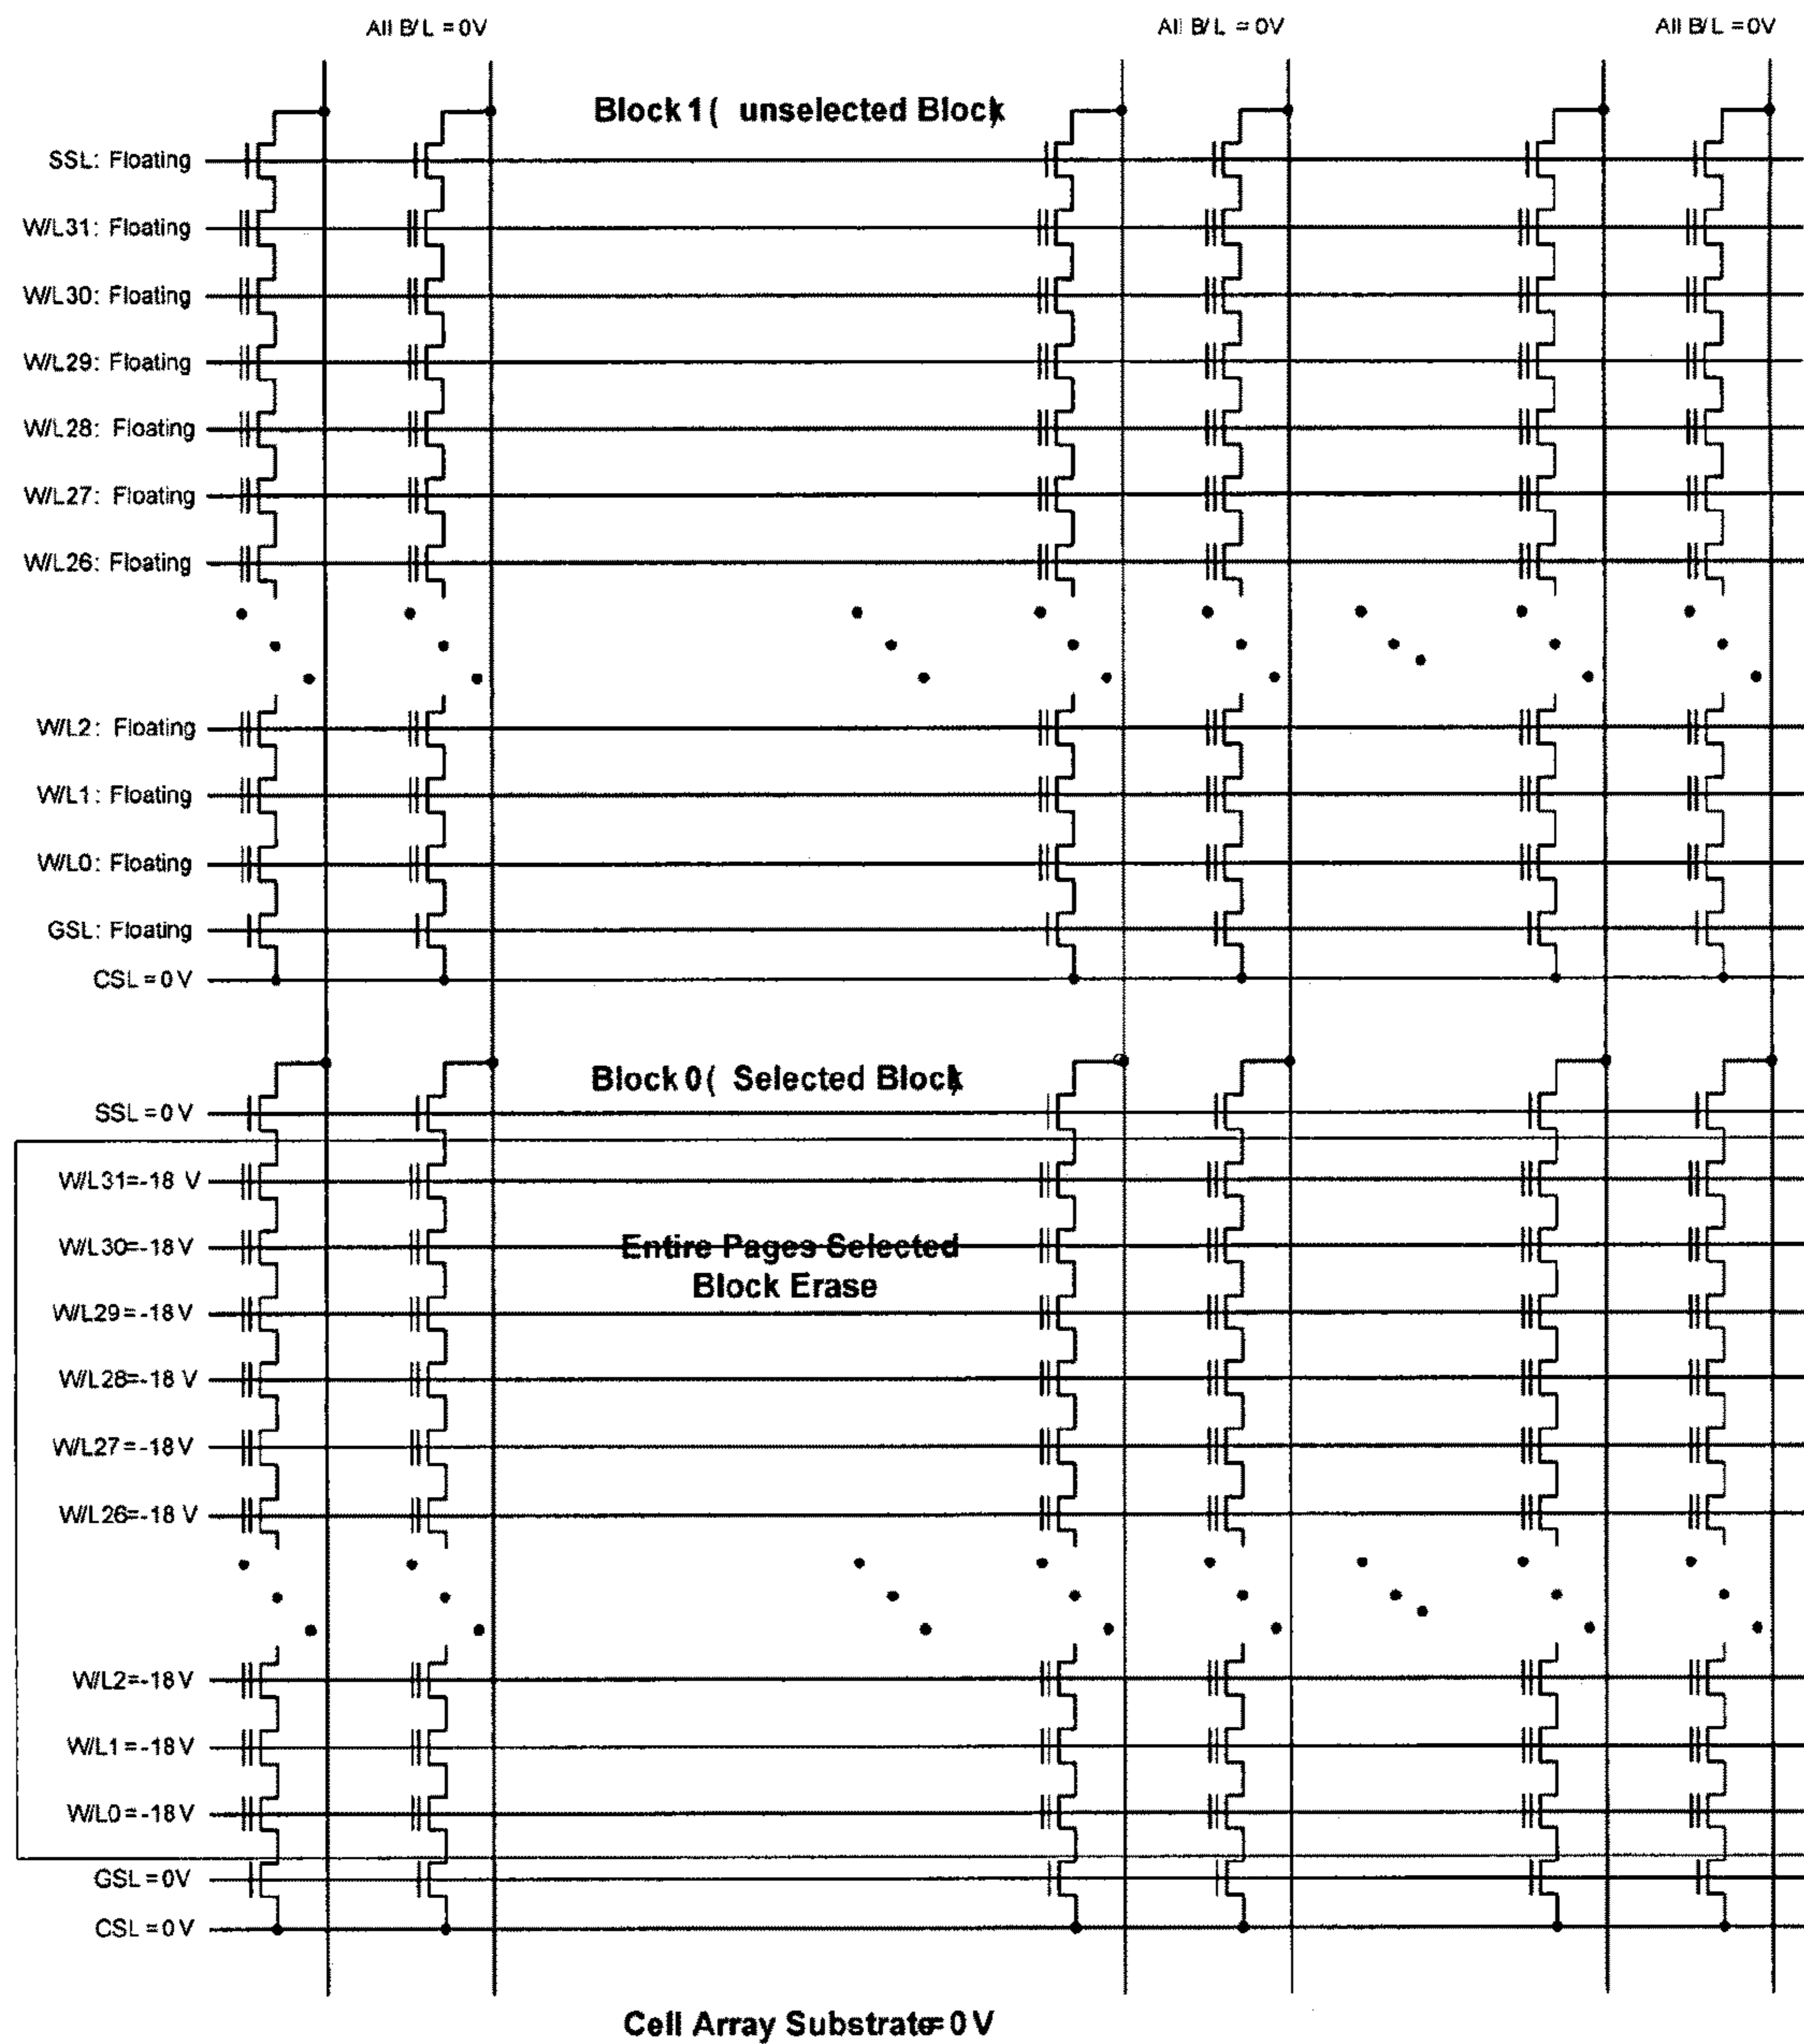 All B/L = 0V
All B/L = 0V
All B/L = 0V
Block 1 ( unselected Block)
SSL: Floating
W/L31: Floating
W/L30: Floating
W/L29: Floating
W/L28: Floating
W/L27: Floating
W/L26: Floating
W/L2: Floating
W/L1: Floating
W/L0: Floating
GSL: Floating
CSL = 0 V
Block 0 ( Selected Block)
SSL = 0 V
W/L31=-18 V
W/L30=-18 V
Entire Pages Selected
Block Erase
W/L29=-18 V
W/L28=-18 V
W/L27=-18 V
W/L26=-18 V
W/L2=-18 V
W/L1=-18 V
W/L0=-18 V
GSL = 0V
CSL = 0 V
Cell Array Substrate= 0 V